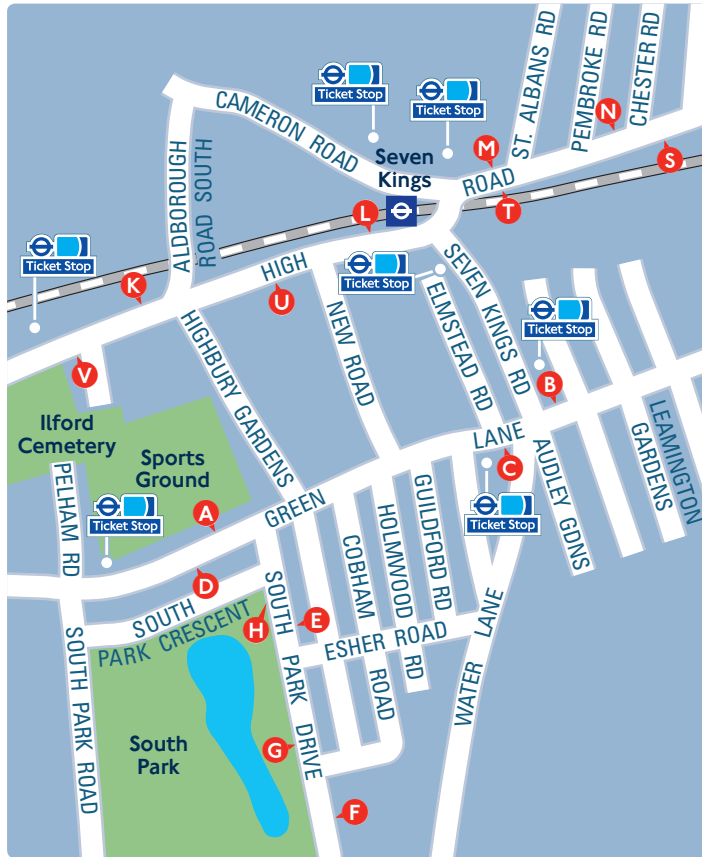 CAMERON ROAD
Ticket Stop
Ticket Stop
ST. ALBANS RD
PEMBROKE RD
CHESTER RD
N
M
Seven
Kings
ROAD
S
T
L
ALDBOROUGH
ROAD SOUTH
HIGH
Ticket Stop
K
U
Ticket Stop
SEVEN KINGS RD
ELMSTEAD RD
NEW ROAD
Ticket Stop
B
V
HIGHBURY GARDENS
Ilford
Cemetery
Sports
Ground
LANE
C
LEAMINGTON
GARDENS
AUDLEY GDNS
PELHAM RD
Ticket Stop
A
GREEN
Ticket Stop
GUILDFORD RD
HOLMWOOD
RD
COBHAM
ROAD
D
SOUTH
PARK CRESCENT
H
E
SOUTH PARK DRIVE
ESHER ROAD
WATER LANE
SOUTH PARK ROAD
South
Park
G
F